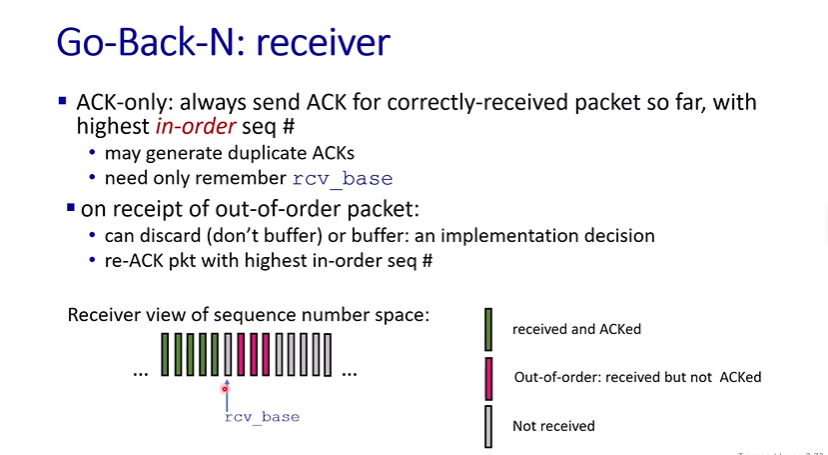 Go-Back-N: receiver
ACK-only: always send ACK for correctly-received packet so far, with
highest in-order seq #
• may generate duplicate ACKs
• need only remember rcv_base
on receipt of out-of-order packet:
• can discard (don't buffer) or buffer: an implementation decision
• re-ACK pkt with highest in-order seq #
Receiver view of sequence number space:
... ...
rcv_base
received and ACKed
Out-of-order: received but not ACKed
Not received